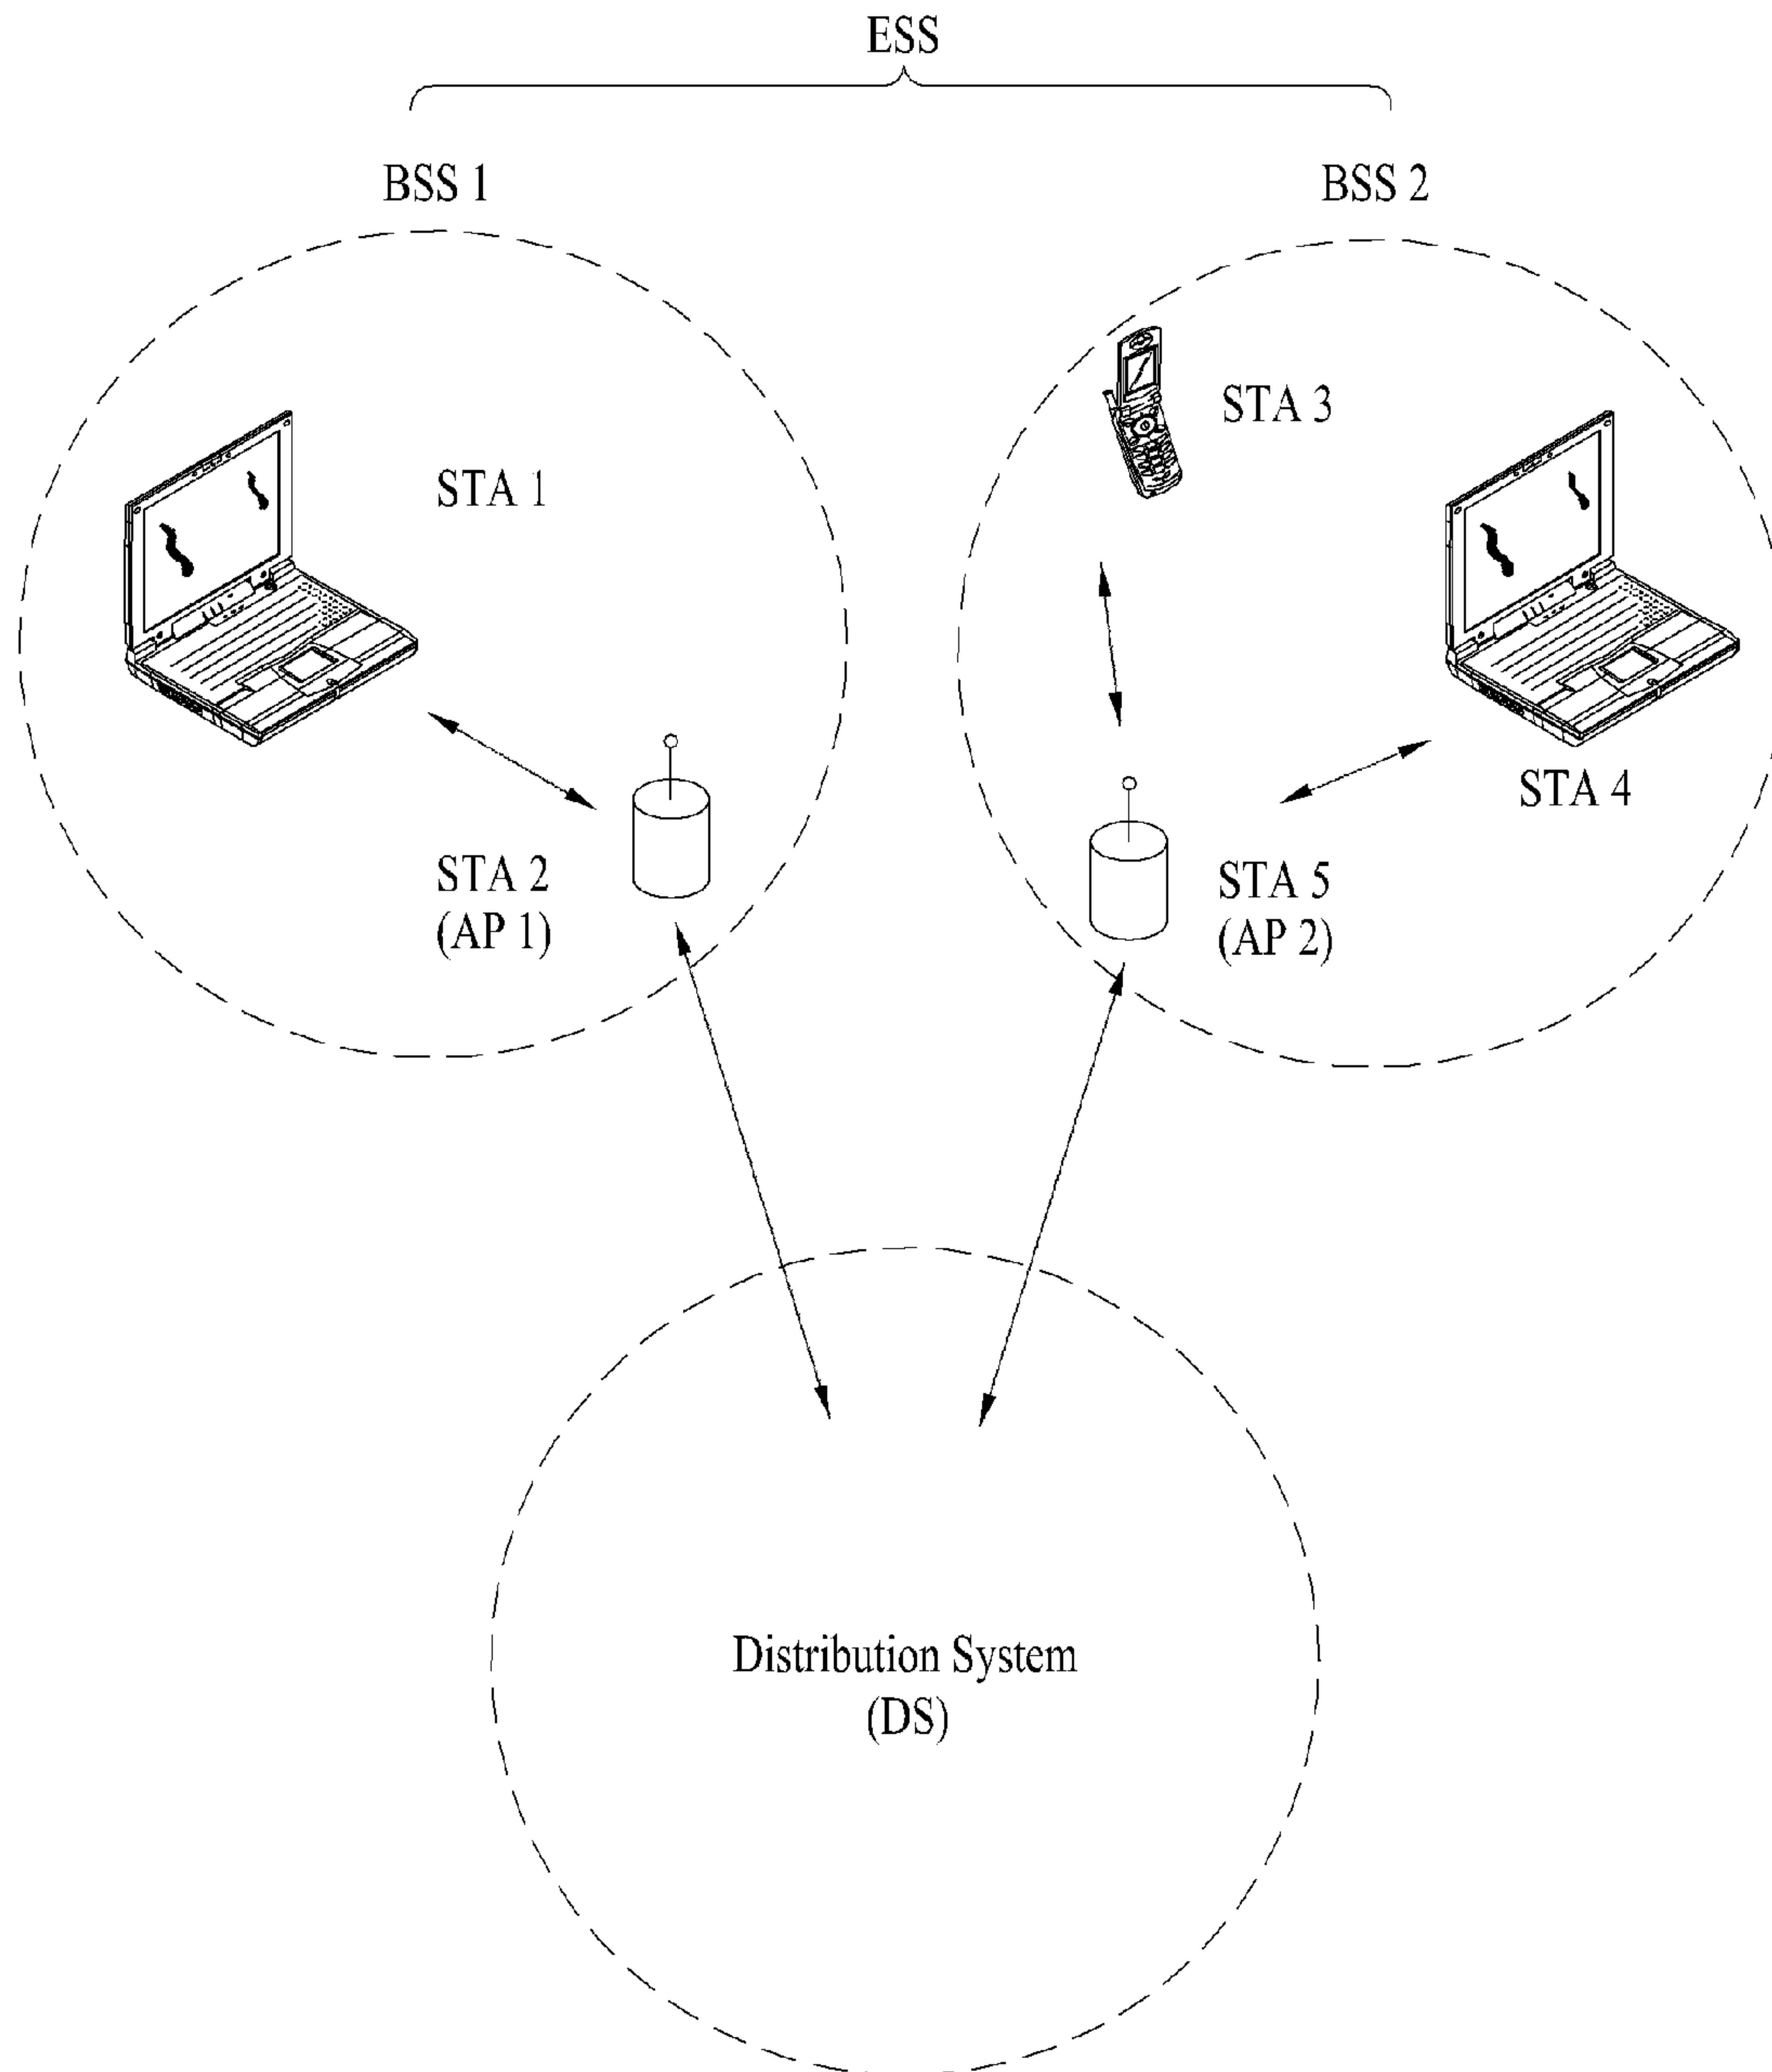 ESS
BSS 1
BSS 2
STA 3
STA 1
STA 4
STA 2
(AP 1)
STA 5
(AP 2)
Distribution System
(DS)